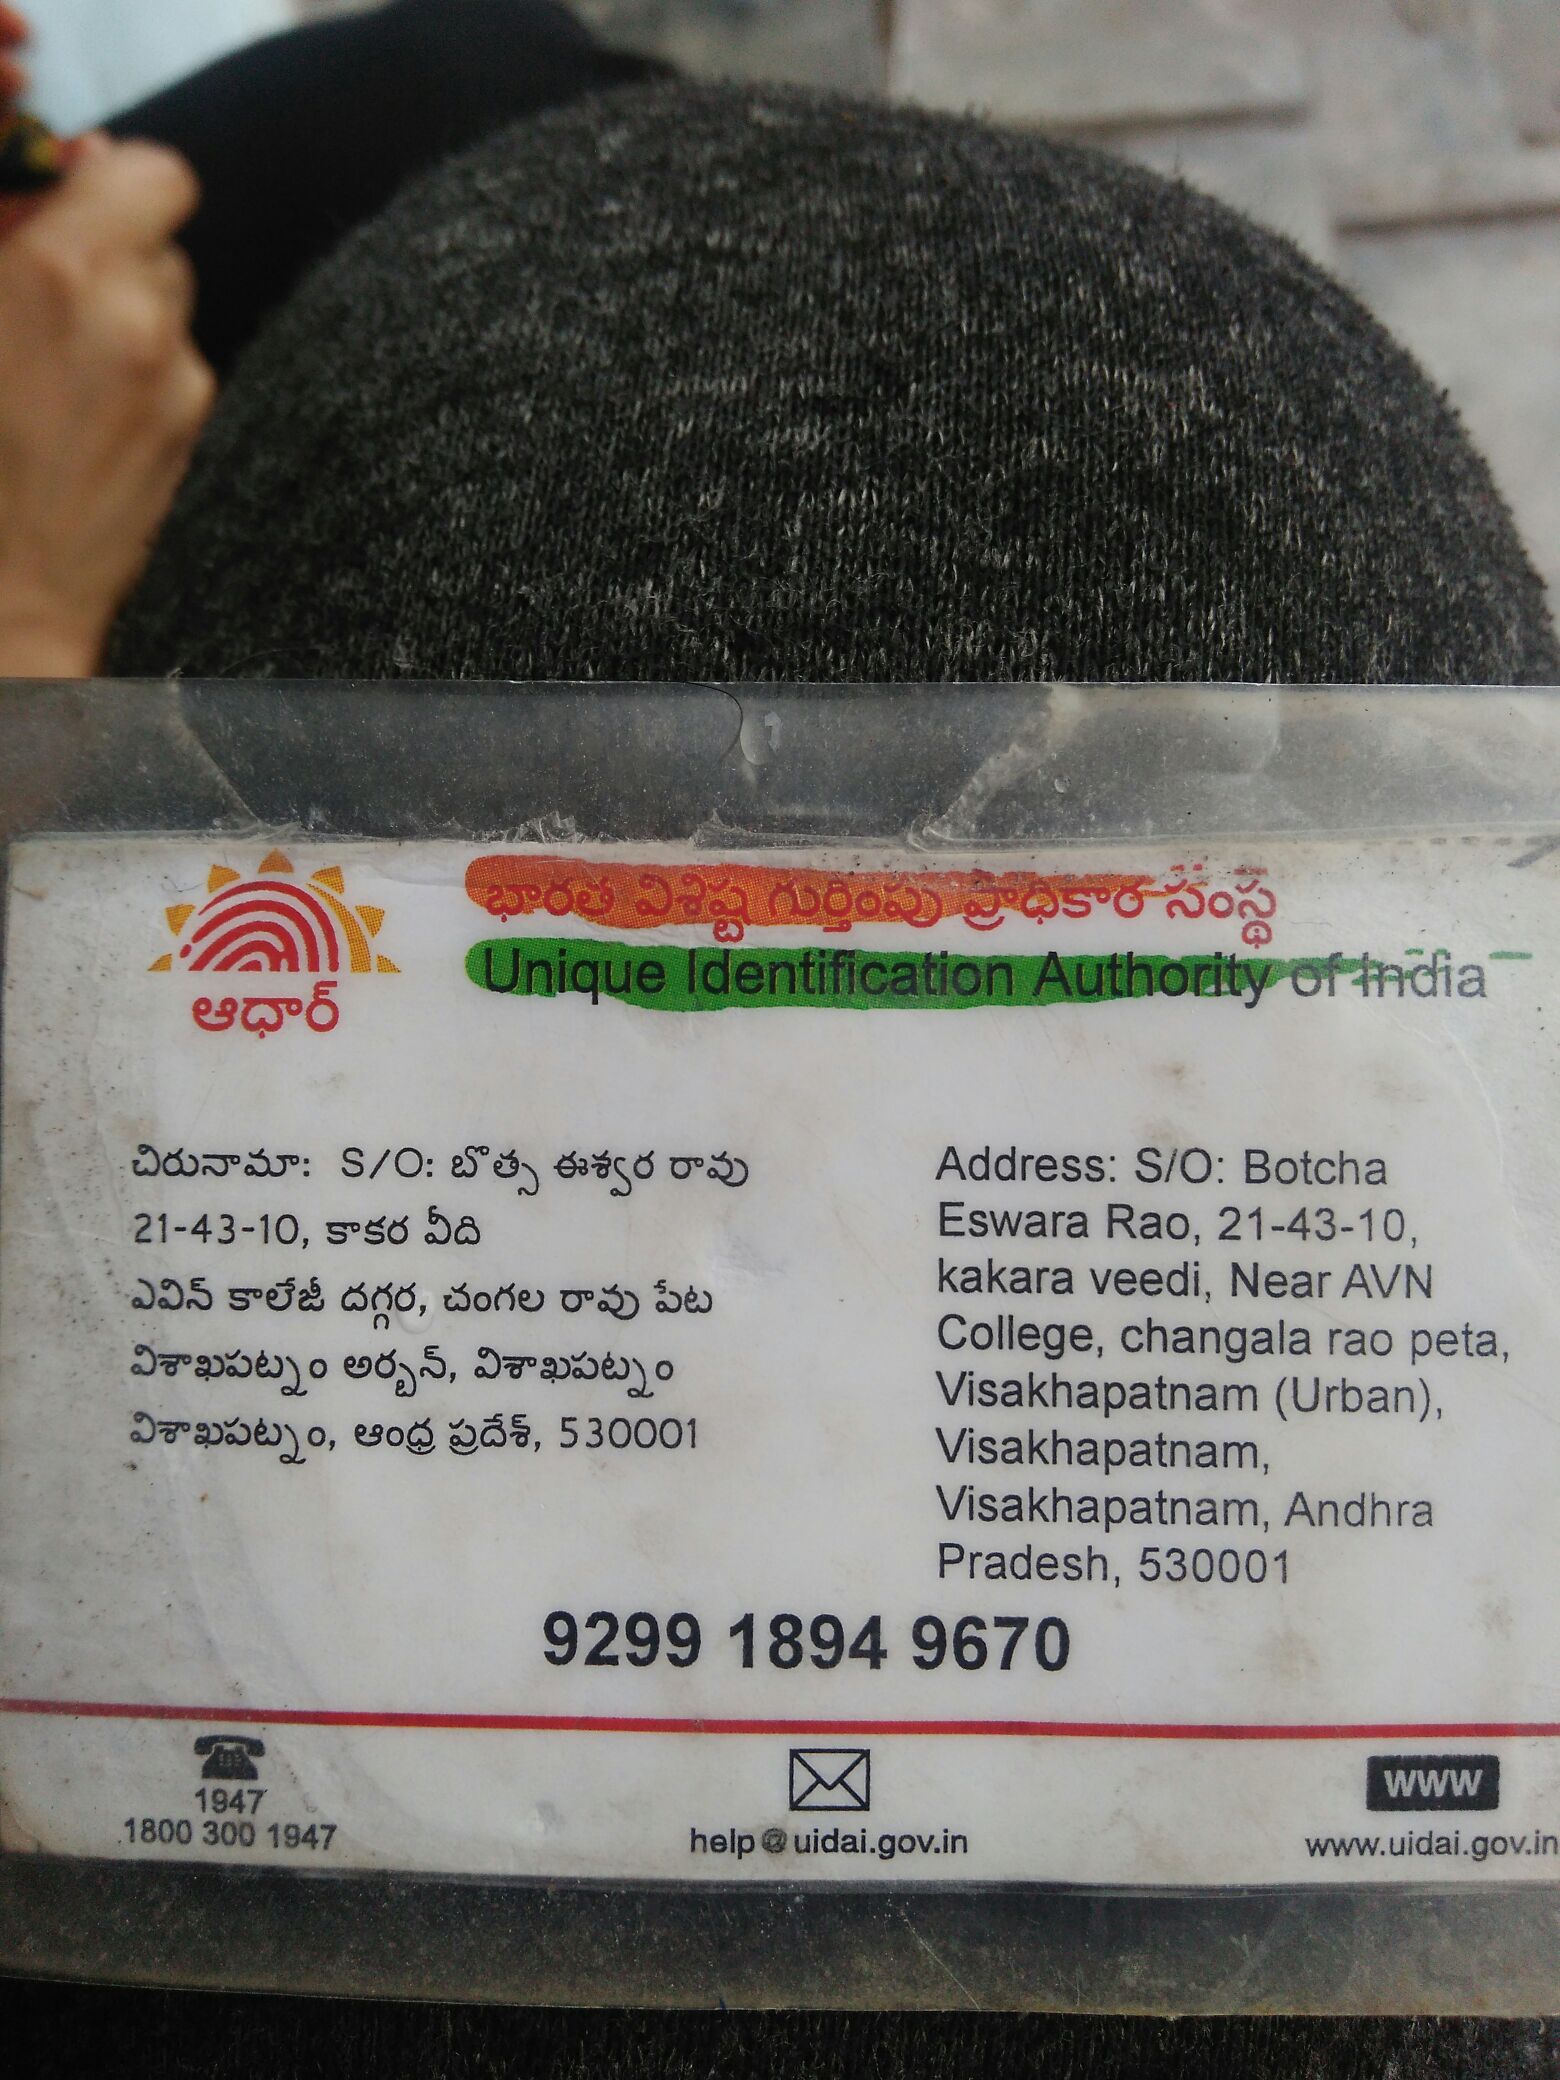 ఆధార్
భారత విశిష్ట గుర్తింపు ప్రాధికార సంస్థ
Unique Identification Authority of India
చిరునామా: S/O: బొత్స ఈశ్వర రావు
21-43-10, కాకర వీది
ఎవిన్ కాలేజీ దగ్గర, చంగల రావు పేట
విశాఖపట్నం అర్బన్, విశాఖపట్నం
విశాఖపట్నం, ఆంధ్ర ప్రదేశ్, 530001
Address: S/O: Botcha
Eswara Rao, 21-43-10,
kakara veedi, Near AVN
College, changala rao peta,
Visakhapatnam (Urban),
Visakhapatnam,
Visakhapatnam, Andhra
Pradesh, 530001
9299 1894 9670
1947
1800 300 1947
help@uidai.gov.in
www
www.uidai.gov.in